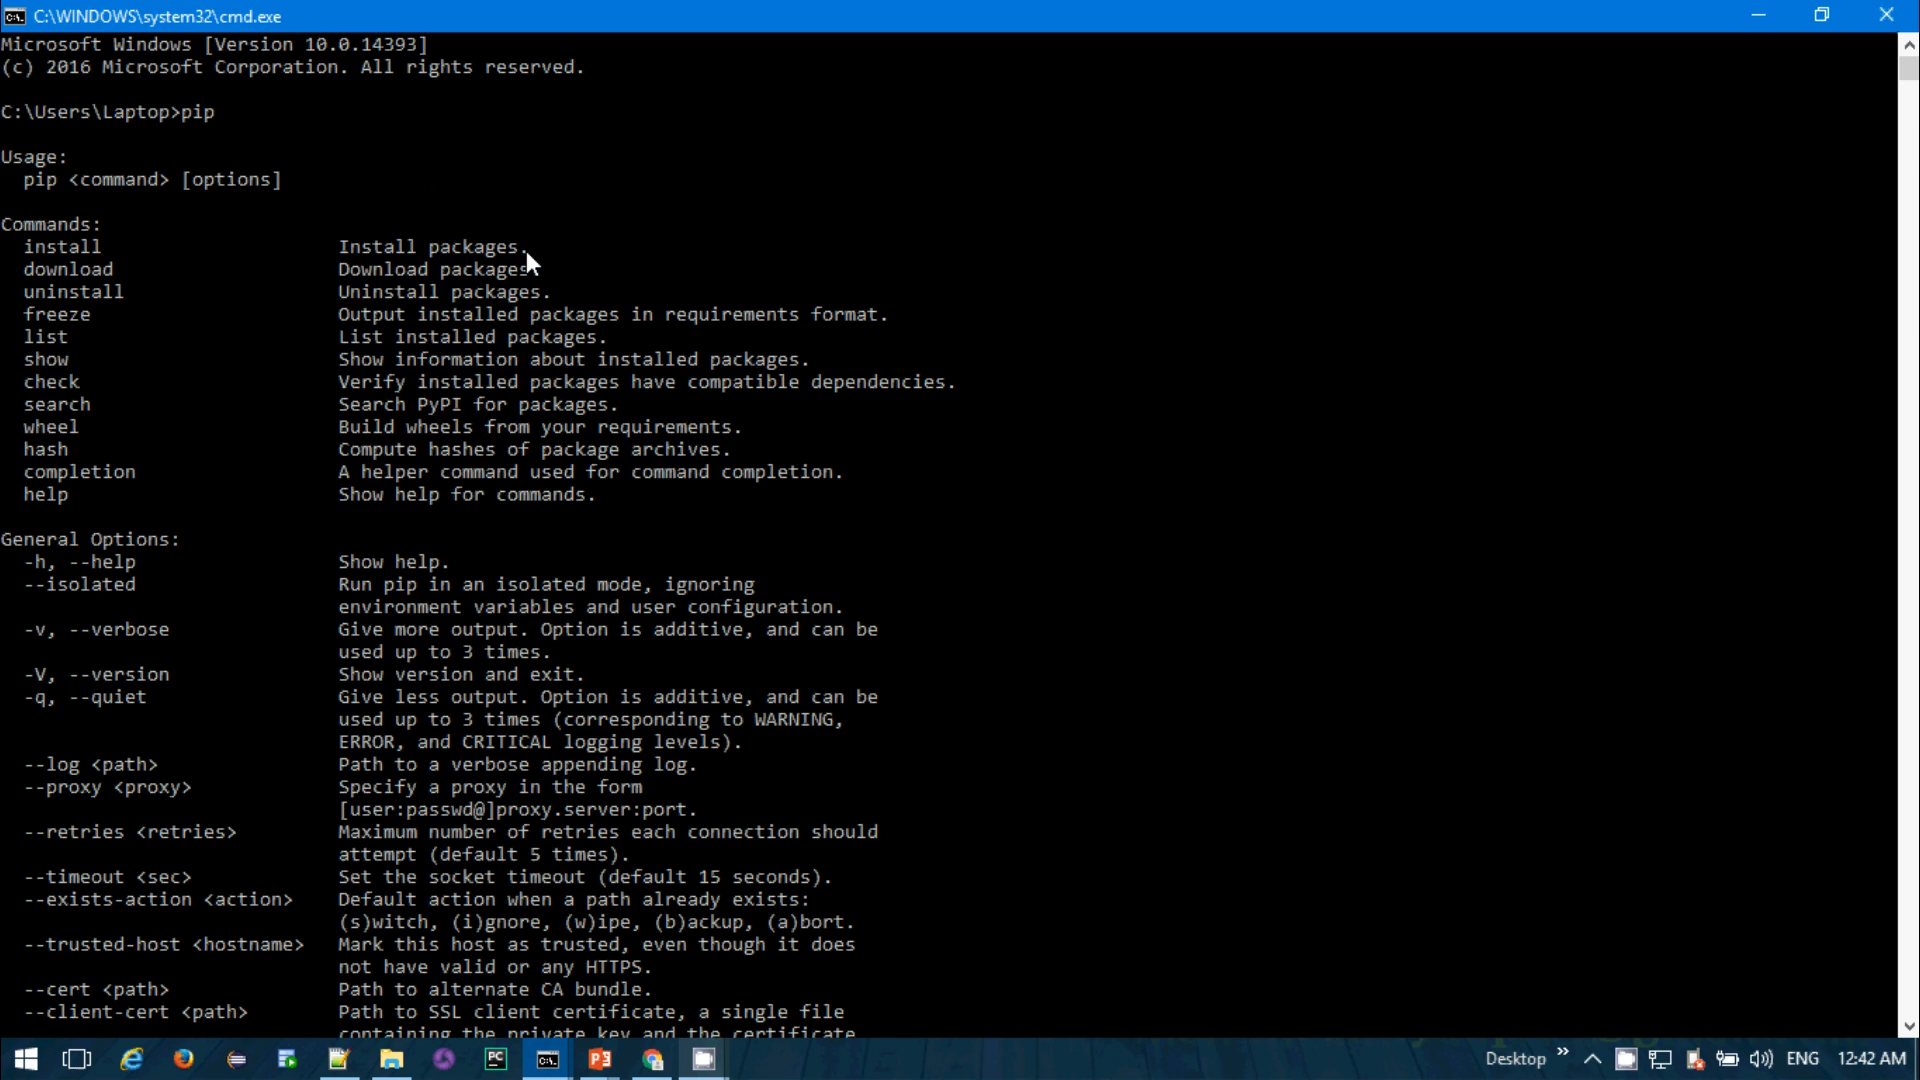 C:\WINDOWS\system32\cmd.exe
Microsoft Windows [Version 10.0.14393]
(c) 2016 Microsoft Corporation. All rights reserved.
C:\Users\Laptop>pip
Usage:
pip <command> [options]
Commands:
install Install packages.
download Download packages
uninstall Uninstall packages.
freeze Output installed packages in requirements format.
list List installed packages.
show Show information about installed packages.
check Verify installed packages have compatible dependencies.
search Search PyPI for packages.
wheel Build wheels from your requirements.
hash Compute hashes of package archives.
completion A helper command used for command completion.
help Show help for commands.
General Options:
-h, --help Show help.
--isolated Run pip in an isolated mode, ignoring
environment variables and user configuration.
-v, --verbose Give more output. Option is additive, and can be
used up to 3 times.
-V, --version Show version and exit.
-q, --quiet Give less output. Option is additive, and can be
used up to 3 times (corresponding to WARNING,
ERROR, and CRITICAL logging levels).
--log <path> Path to a verbose appending log.
--proxy <proxy> Specify a proxy in the form
[user:passwd@]proxy.server:port.
--retries <retries> Maximum number of retries each connection should
attempt (default 5 times).
--timeout <sec> Set the socket timeout (default 15 seconds).
--exists-action <action> Default action when a path already exists:
(s)witch, (i)gnore, (w)ipe, (b)ackup, (a)bort.
--trusted-host <hostname> Mark this host as trusted, even though it does
not have valid or any HTTPS.
--cert <path> Path to alternate CA bundle.
--client-cert <path> Path to SSL client certificate, a single file
containing the private key and the certificate
Desktop » ENG 12:42 AM